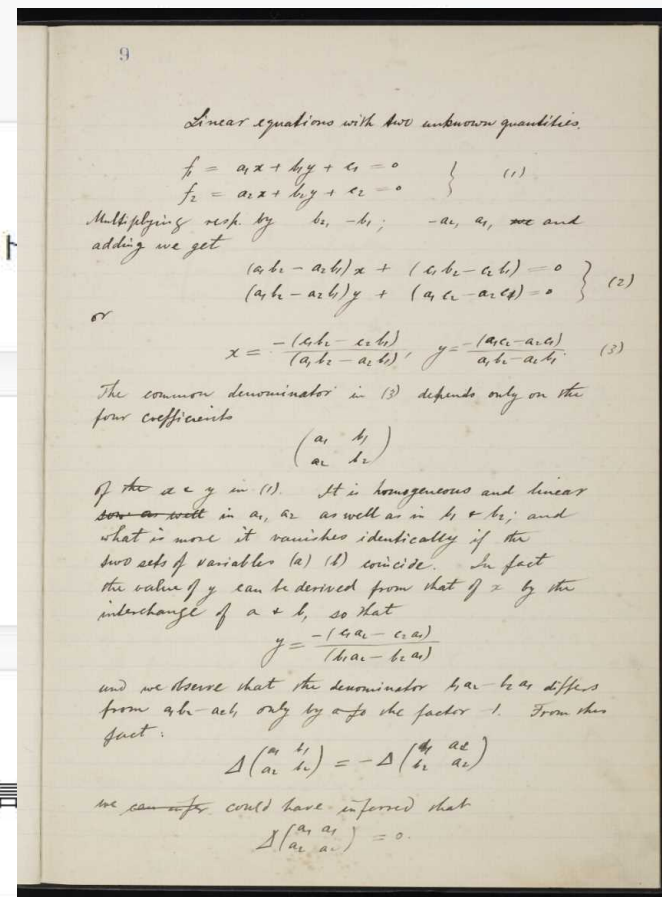 9
Linear equations with two unknown quantities.
f₁ = a₁x + b₁y + c₁ = 0
f₂ = a₂x + b₂y + c₂ = 0 } (1)
Multiplying resp. by b₂, -b₁; -a₂, a₁, and
adding we get
(a₁b₂ - a₂b₁)x + (c₁b₂ - c₂b₁) = 0
(a₁b₂ - a₂b₁)y + (a₁c₂ - a₂c₁) = 0 } (2)
or
x = -(c₁b₂ - c₂b₁)/(a₁b₂ - a₂b₁), y = -(a₁c₂ - a₂c₁)/a₁b₂ - a₂b₁. (3)
The common denominator in (3) depends only on the
four coefficients
(a₁ b₁
a₂ b₂)
of the x & y in (1). It is homogeneous and linear
as well in a₁, a₂ as well as in b₁ & b₂; and
what is more it vanishes identically if the
two sets of variables (a) (b) coincide. In fact
the value of y can be derived from that of x by the
interchange of a & b, so that
y = -(c₁a₂ - c₂a₁)/(b₁a₂ - b₂a₁)
and we observe that the denominator b₁a₂ - b₂a₁ differs
from a₁b₂ - a₂b₁ only by the factor -1. From this
fact:
Δ(a₁ b₁
a₂ b₂) = -Δ(b₁ a₁
b₂ a₂)
we can infer could have inferred that
Δ(a₁ a₁
a₂ a₂) = 0.